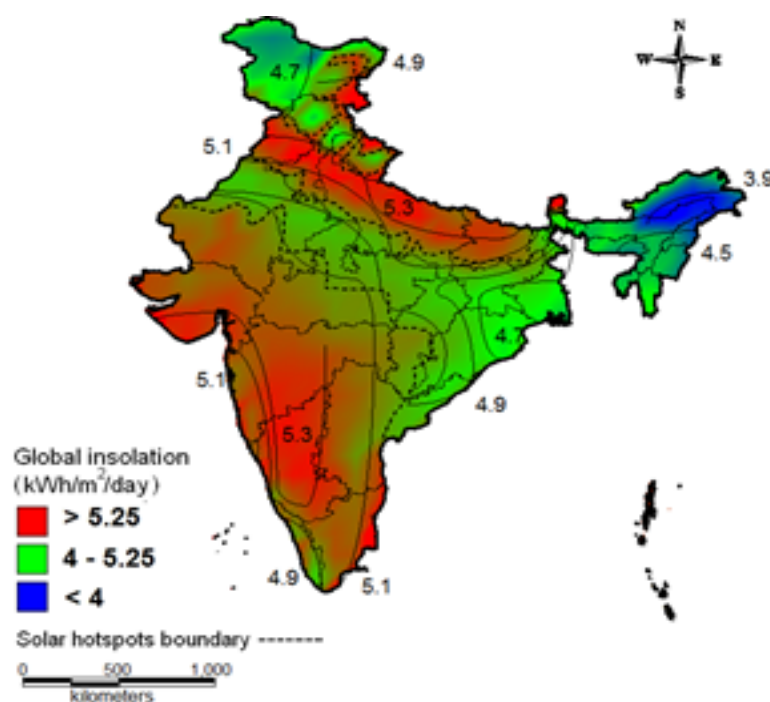 N
W E
S
4.7
4.9
5.1
5.3
3.9
4.5
4.7
5.1
4.9
5.3
4.9
5.1
Global insolation
(kWh/m²/day)
> 5.25
4 - 5.25
< 4
Solar hotspots boundary -------
0 500 1,000
kilometers